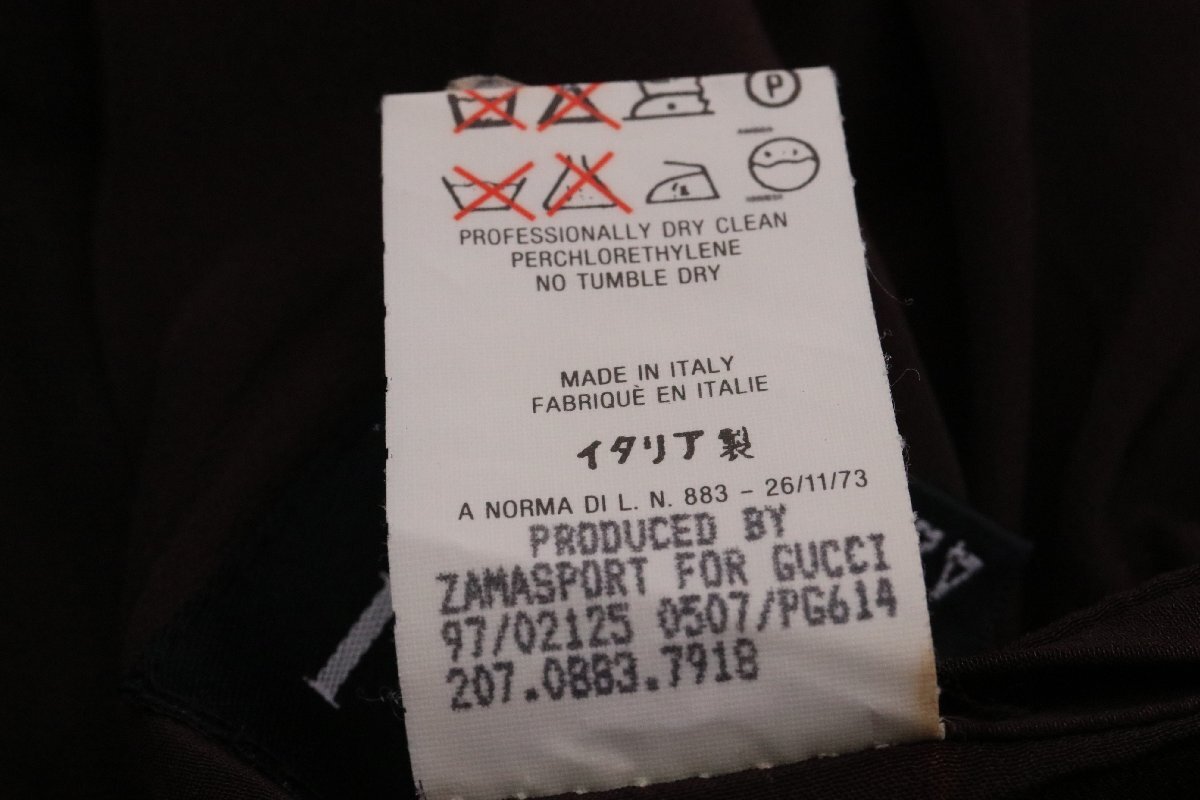 P
PROFESSIONALLY DRY CLEAN
PERCHLORETHYLENE
NO TUMBLE DRY
MADE IN ITALY
FABRIQUÈ EN ITALIE
イタリア製
A NORMA DI L. N. 883 - 26/11/73
PRODUCED BY
ZAMASPORT FOR GUCCI
97/02125 0507/PG614
207.0883.7918